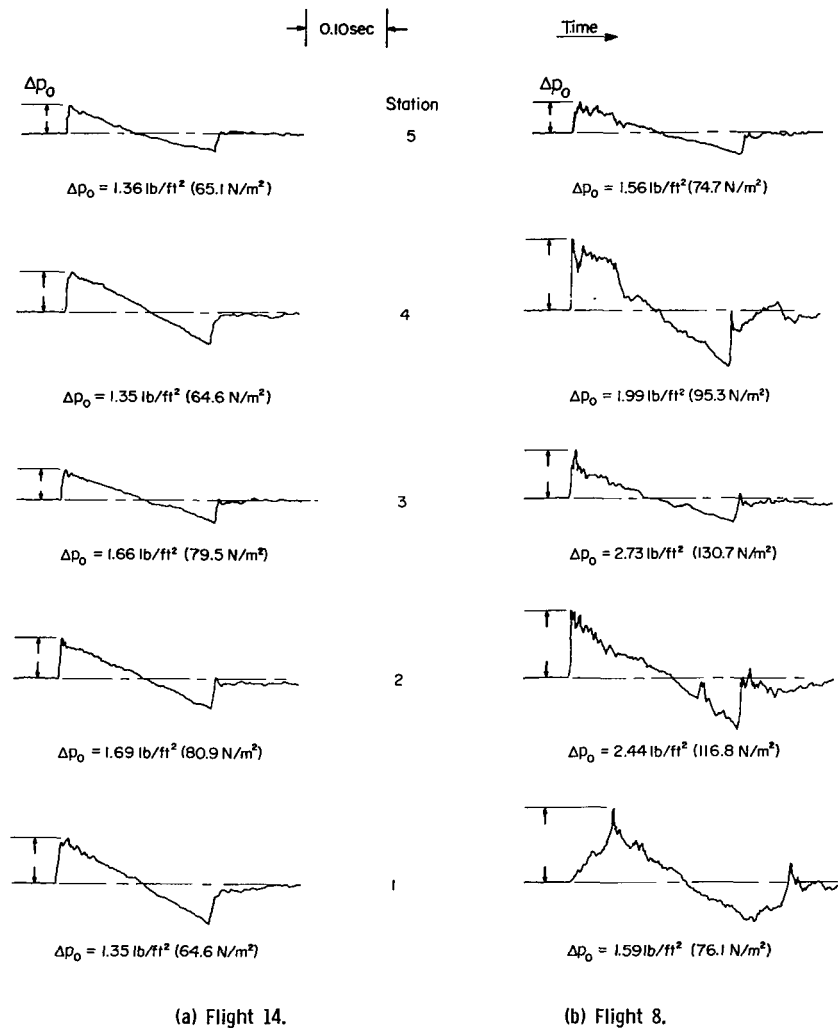 0.10sec Time
Δp₀ Station Δp₀
5
Δp₀ = 1.36 lb/ft² (65.1 N/m²) Δp₀ = 1.56 lb/ft² (74.7 N/m²)
4
Δp₀ = 1.35 lb/ft² (64.6 N/m²) Δp₀ = 1.99 lb/ft² (95.3 N/m²)
3
Δp₀ = 1.66 lb/ft² (79.5 N/m²) Δp₀ = 2.73 lb/ft² (130.7 N/m²)
2
Δp₀ = 1.69 lb/ft² (80.9 N/m²) Δp₀ = 2.44 lb/ft² (116.8 N/m²)
1
Δp₀ = 1.35 lb/ft² (64.6 N/m²) Δp₀ = 1.59 lb/ft² (76.1 N/m²)
(a) Flight 14. (b) Flight 8.